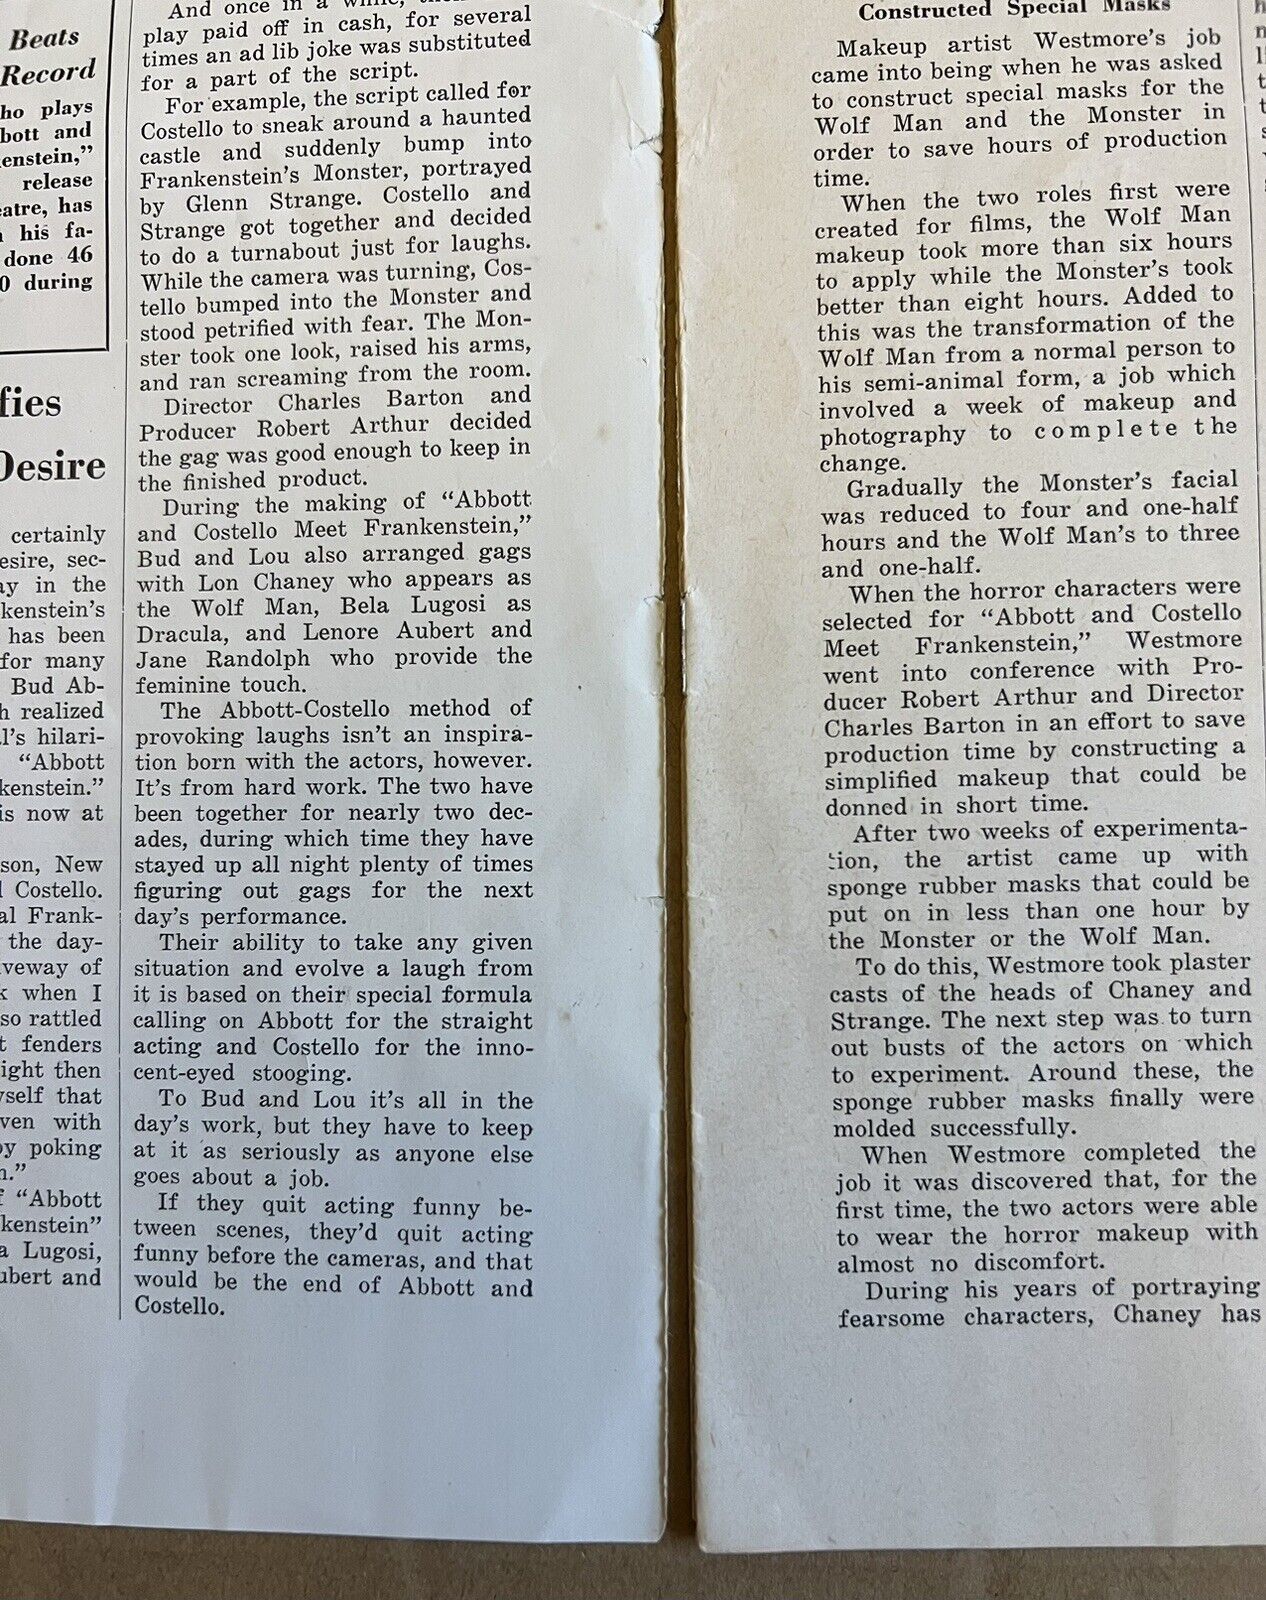 Beats
Record
ho plays
bott and
enstein,"
release
eatre, has
his fa-
done 46
0 during
fies
Desire
certainly
esire, sec-
ay in the
kenstein's
has been
for many
Bud Ab-
h realized
al's hilari-
"Abbott
kenstein."
is now at
son, New
l Costello.
al Frank-
the day-
veway of
k when I
so rattled
t fenders
ight then
yself that
ven with
by poking
n."
f "Abbott
kenstein"
a Lugosi,
ubert and
And once in a while,
play paid off in cash, for several
times an ad lib joke was substituted
for a part of the script.
For example, the script called for
Costello to sneak around a haunted
castle and suddenly bump into
Frankenstein's Monster, portrayed
by Glenn Strange. Costello and
Strange got together and decided
to do a turnabout just for laughs.
While the camera was turning, Cos-
tello bumped into the Monster and
stood petrified with fear. The Mon-
ster took one look, raised his arms,
and ran screaming from the room.
Director Charles Barton and
Producer Robert Arthur decided
the gag was good enough to keep in
the finished product.
During the making of "Abbott
and Costello Meet Frankenstein,"
Bud and Lou also arranged gags
with Lon Chaney who appears as
the Wolf Man, Bela Lugosi as
Dracula, and Lenore Aubert and
Jane Randolph who provide the
feminine touch.
The Abbott-Costello method of
provoking laughs isn't an inspira-
tion born with the actors, however.
It's from hard work. The two have
been together for nearly two dec-
ades, during which time they have
stayed up all night plenty of times
figuring out gags for the next
day's performance.
Their ability to take any given
situation and evolve a laugh from
it is based on their special formula
calling on Abbott for the straight
acting and Costello for the inno-
cent-eyed stooging.
To Bud and Lou it's all in the
day's work, but they have to keep
at it as seriously as anyone else
goes about a job.
If they quit acting funny be-
tween scenes, they'd quit acting
funny before the cameras, and that
would be the end of Abbott and
Costello.
Constructed Special Masks
Makeup artist Westmore's job
came into being when he was asked
to construct special masks for the
Wolf Man and the Monster in
order to save hours of production
time.
When the two roles first were
created for films, the Wolf Man
makeup took more than six hours
to apply while the Monster's took
better than eight hours. Added to
this was the transformation of the
Wolf Man from a normal person to
his semi-animal form, a job which
involved a week of makeup and
photography to complete the
change.
Gradually the Monster's facial
was reduced to four and one-half
hours and the Wolf Man's to three
and one-half.
When the horror characters were
selected for "Abbott and Costello
Meet Frankenstein," Westmore
went into conference with Pro-
ducer Robert Arthur and Director
Charles Barton in an effort to save
production time by constructing a
simplified makeup that could be
donned in short time.
After two weeks of experimenta-
tion, the artist came up with
sponge rubber masks that could be
put on in less than one hour by
the Monster or the Wolf Man.
To do this, Westmore took plaster
casts of the heads of Chaney and
Strange. The next step was to turn
out busts of the actors on which
to experiment. Around these, the
sponge rubber masks finally were
molded successfully.
When Westmore completed the
job it was discovered that, for the
first time, the two actors were able
to wear the horror makeup with
almost no discomfort.
During his years of portraying
fearsome characters, Chaney has